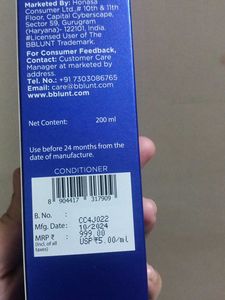 Marketed By: Honasa
Consumer Ltd.,# 10th & 11th
Floor, Capital Cyberscape,
Sector 59, Gurugram
(Haryana)- 122101, India.
#Licensed User of The
BBLUNT Trademark.
For Consumer Feedback,
Contact: Customer Care
Manager at marketed by
address.
Tel. No.: +91 7303086765
Email: care@bblunt.com
www.bblunt.com
Net Content: 200 ml
Use before 24 months from the
date of manufacture.
CONDITIONER
8 904417 317909
B. No. : CC4J022
Mfg. Date: 10/2024
MRP ₹ : 999.00
(Incl. of all taxes) USP₹5.00/ml